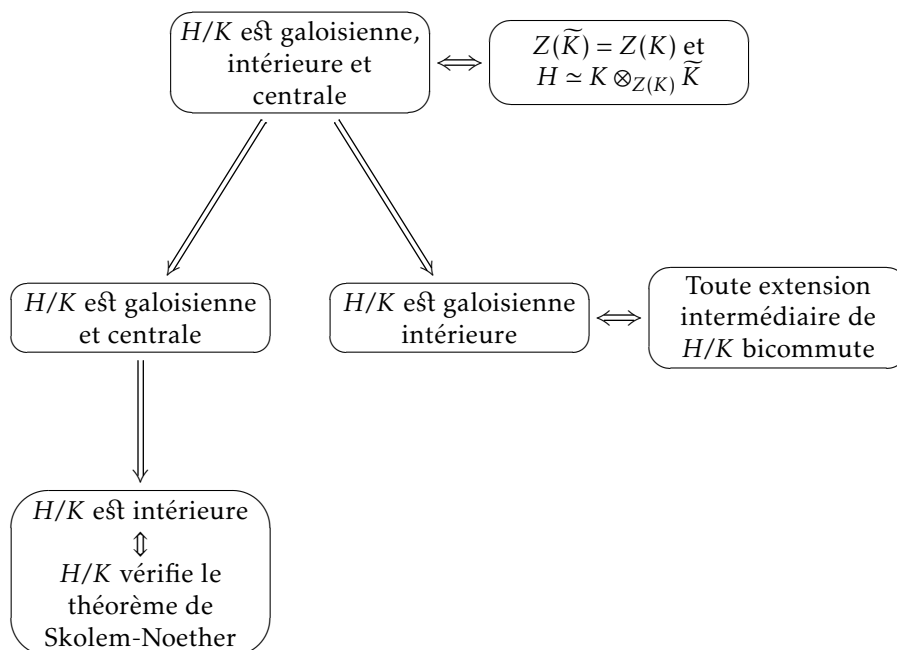 H/K est galoisienne,
intérieure et
centrale
⟺
Z(K̃) = Z(K) et
H ≃ K ⊗_{Z(K)} K̃
H/K est galoisienne
et centrale
H/K est galoisienne
intérieure
⟺
Toute extension
intermédiaire de
H/K bicommute
H/K est intérieure
⇕
H/K vérifie le
théorème de
Skolem-Noether